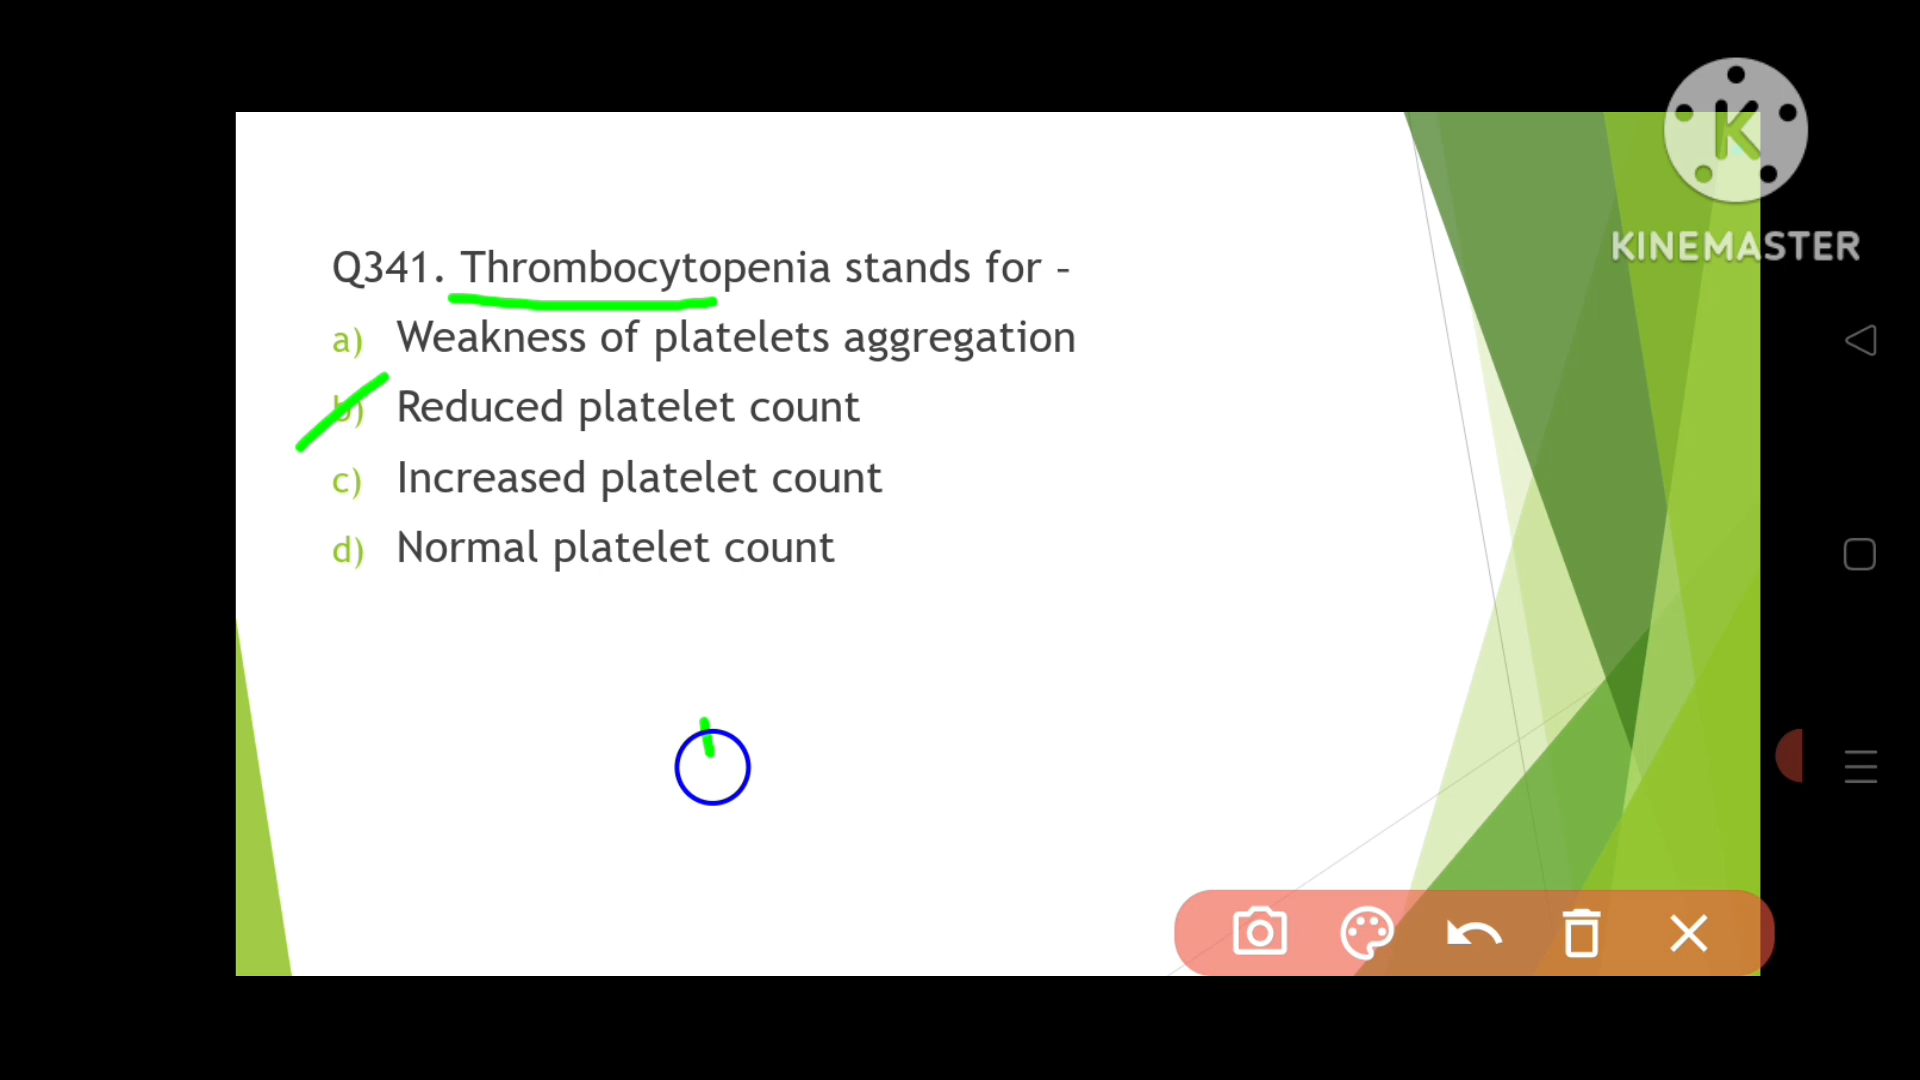 K
KINEMASTER
Q341. Thrombocytopenia stands for -
a) Weakness of platelets aggregation
b) Reduced platelet count
c) Increased platelet count
d) Normal platelet count